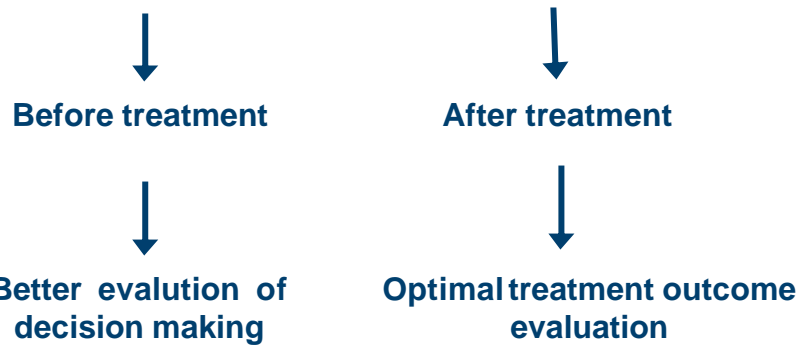 Before treatment
After treatment
Better evalution of
decision making
Optimal treatment outcome
evaluation